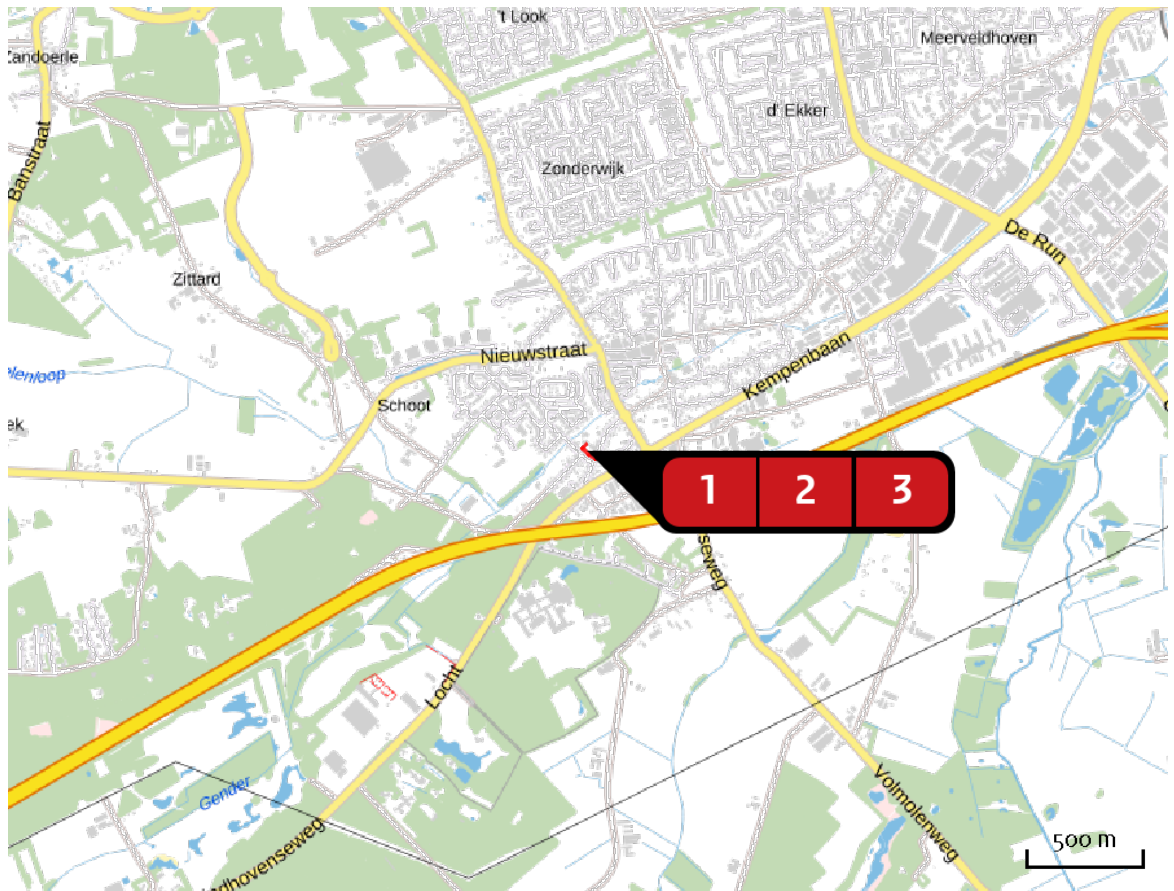 't Look
Meerveldhoven
Zandoerle
d' Ekker
Banstraat
Zonderwijk
De Run
Zittard
Nieuwstraat
Kempenbaan
Schoot
1 2 3
Locht
Gender
Volmolenweg
500 m